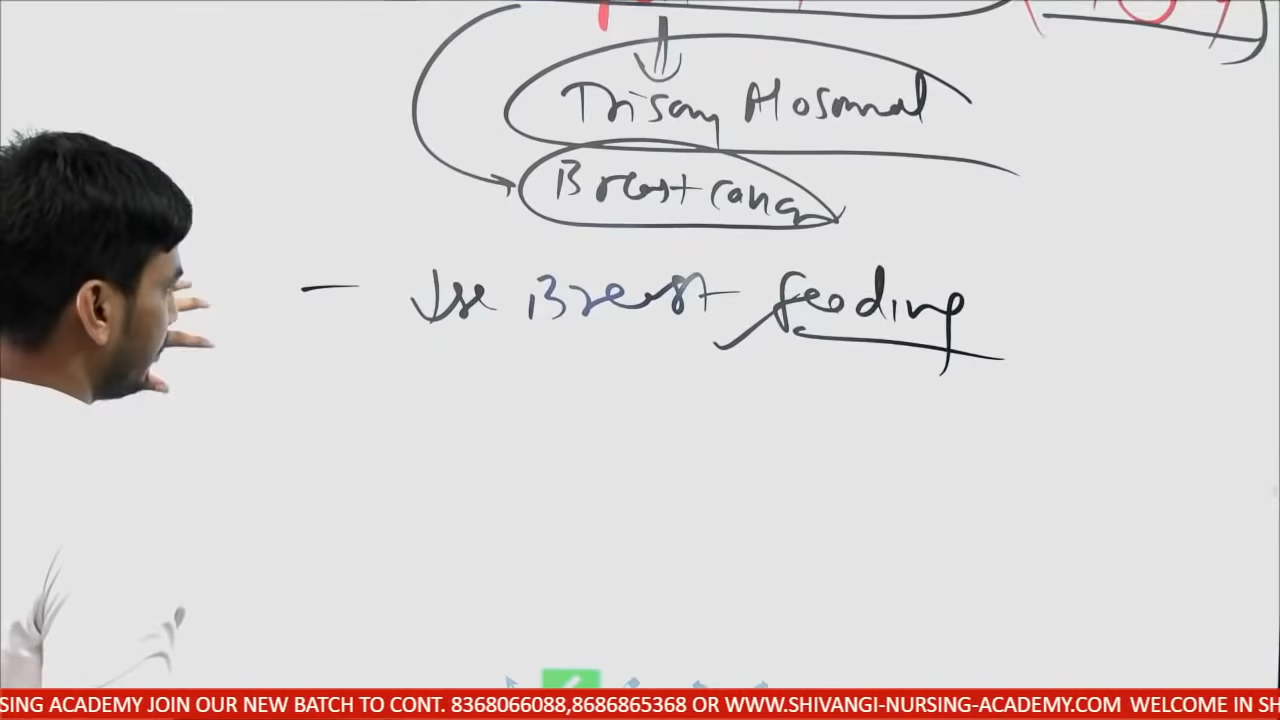 Trisomy Atosomal
Breast cancer
— Use Breast feeding
SING ACADEMY JOIN OUR NEW BATCH TO CONT. 8368066088,8686865368 OR WWW.SHIVANGI-NURSING-ACADEMY.COM WELCOME IN SH